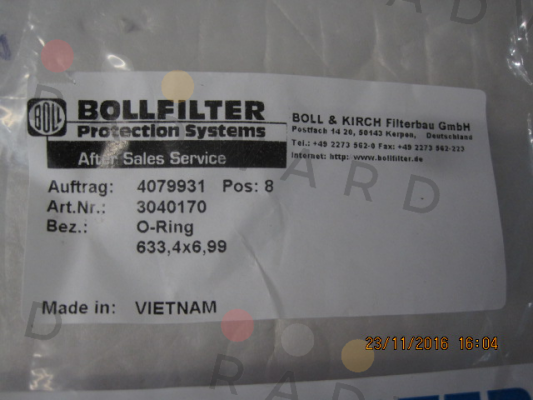 BOLL
BOLLFILTER
Protection Systems
After Sales Service
BOLL & KIRCH Filterbau GmbH
Postfach 14 20, 50143 Kerpen, Deutschland
Tel.: +49 2273 562-0 Fax: +49 2273 562-223
Internet: http: www.bollfilter.de
Auftrag: 4079931 Pos: 8
Art.Nr.: 3040170
Bez.: O-Ring
633,4x6,99
Made in: VIETNAM
23/11/2016 16:04